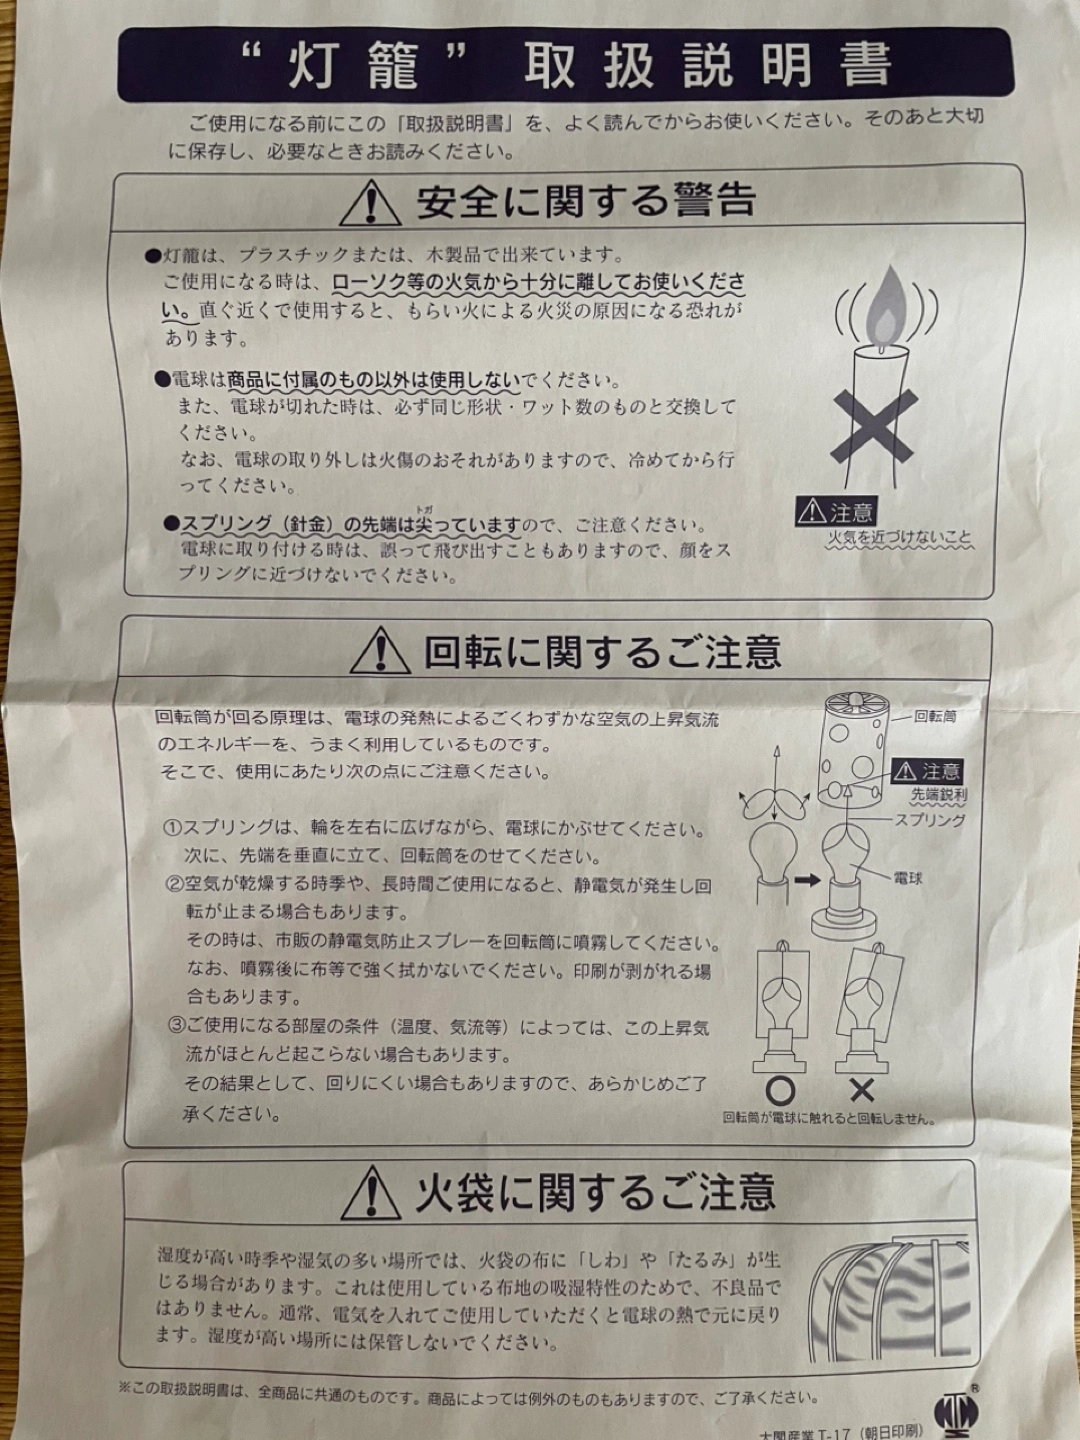 “灯籠”取扱説明書
ご使用になる前にこの「取扱説明書」を、よく読んでからお使いください。そのあと大切
に保存し、必要なときお読みください。
安全に関する警告
●灯籠は、プラスチックまたは、木製品で出来ています。
ご使用になる時は、ローソク等の火気から十分に離してお使いくださ
い。直ぐ近くで使用すると、もらい火による火災の原因になる恐れが
あります。
●電球は商品に付属のもの以外は使用しないでください。
また、電球が切れた時は、必ず同じ形状・ワット数のものと交換して
ください。
なお、電球の取り外しは火傷のおそれがありますので、冷めてから行
ってください。
トガ
●スプリング（針金）の先端は尖っていますので、ご注意ください。
電球に取り付ける時は、誤って飛び出すこともありますので、顔をス
プリングに近づけないでください。
注意
火気を近づけないこと
回転に関するご注意
回転筒が回る原理は、電球の発熱によるごくわずかな空気の上昇気流
のエネルギーを、うまく利用しているものです。
そこで、使用にあたり次の点にご注意ください。
①スプリングは、輪を左右に広げながら、電球にかぶせてください。
次に、先端を垂直に立て、回転筒をのせてください。
②空気が乾燥する時季や、長時間ご使用になると、静電気が発生し回
転が止まる場合もあります。
その時は、市販の静電気防止スプレーを回転筒に噴霧してください。
なお、噴霧後に布等で強く拭かないでください。印刷が剥がれる場
合もあります。
③ご使用になる部屋の条件（温度、気流等）によっては、この上昇気
流がほとんど起こらない場合もあります。
その結果として、回りにくい場合もありますので、あらかじめご了
承ください。
回転筒
注意
先端鋭利
スプリング
電球
○ ×
回転筒が電球に触れると回転しません。
火袋に関するご注意
湿度が高い時季や湿気の多い場所では、火袋の布に「しわ」や「たるみ」が生
じる場合があります。これは使用している布地の吸湿特性のためで、不良品で
はありません。通常、電気を入れてご使用していただくと電球の熱で元に戻り
ます。湿度が高い場所には保管しないでください。
※この取扱説明書は、全商品に共通のものです。商品によっては例外のものもありますので、ご了承ください。
®
産業 T-17（朝日印刷）